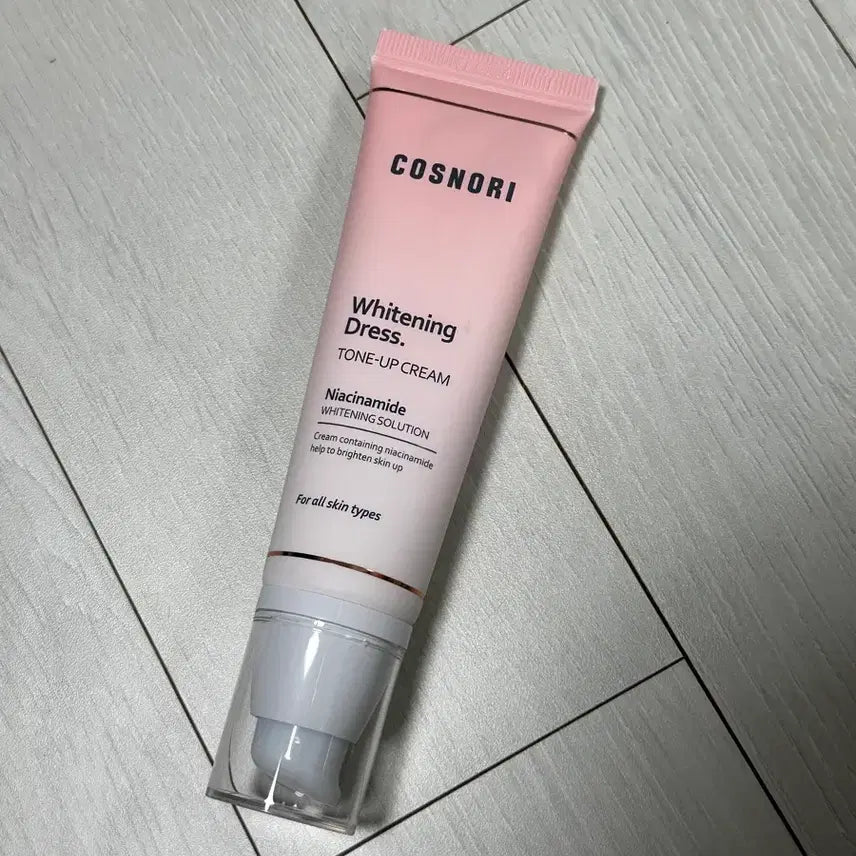 COSNORI
Whitening
Dress.
TONE-UP CREAM
Niacinamide
WHITENING SOLUTION
Cream containing niacinamide
help to brighten skin up
For all skin types